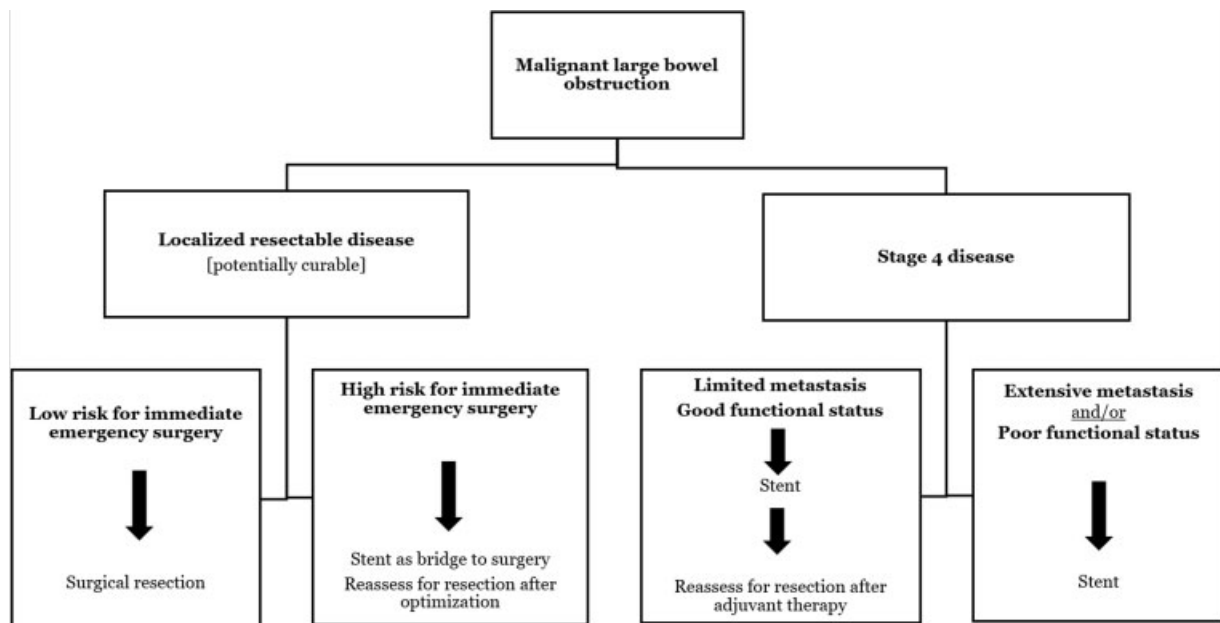 Malignant large bowel
obstruction
Localized resectable disease
[potentially curable]
Stage 4 disease
Low risk for immediate
emergency surgery
Surgical resection
High risk for immediate
emergency surgery
Stent as bridge to surgery
Reassess for resection after
optimization
Limited metastasis
Good functional status
Stent
Reassess for resection after
adjuvant therapy
Extensive metastasis
and/or
Poor functional status
Stent